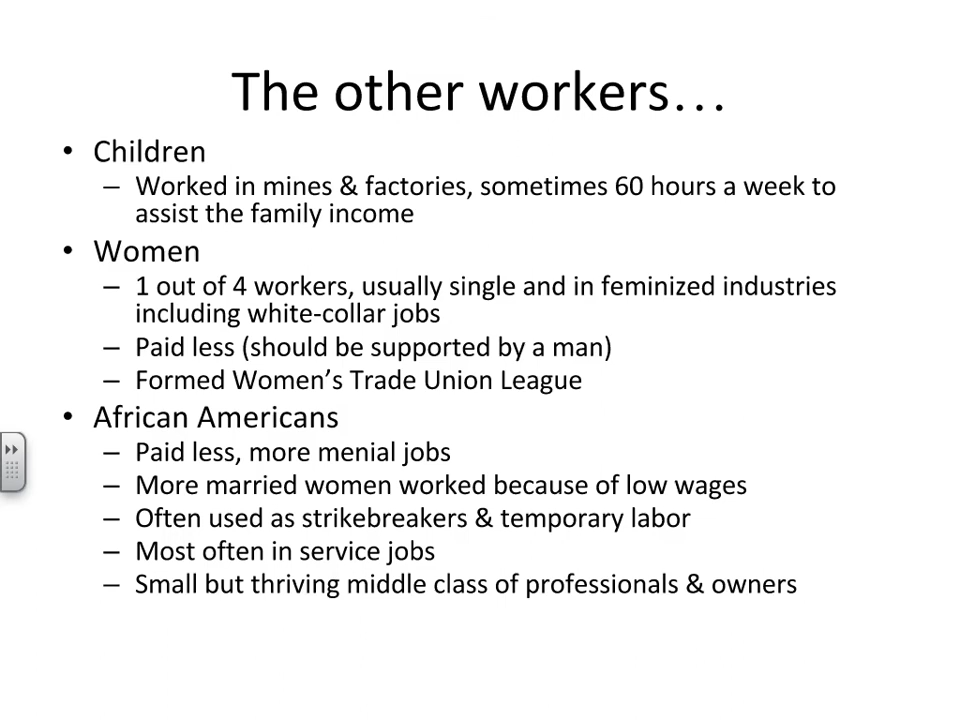 The other workers…
• Children
– Worked in mines & factories, sometimes 60 hours a week to
assist the family income
• Women
– 1 out of 4 workers, usually single and in feminized industries
including white-collar jobs
– Paid less (should be supported by a man)
– Formed Women’s Trade Union League
• African Americans
– Paid less, more menial jobs
– More married women worked because of low wages
– Often used as strikebreakers & temporary labor
– Most often in service jobs
– Small but thriving middle class of professionals & owners